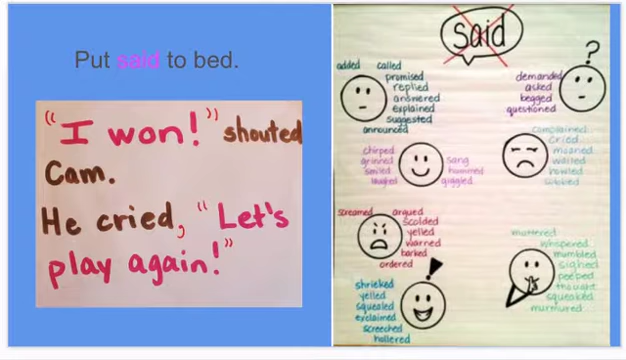 Put said to bed.
"I won!" shouted
Cam.
He cried, "Let's
play again!"
said
added called
promised
replied
answered
explained
suggested
announced
?
demanded
asked
begged
questioned
chirped
grinned
smiled
laughed
sang
hummed
giggled
complained
cried
moaned
wailed
howled
sobbed
screamed argued
scolded
yelled
warned
barked
ordered
!
shrieked
yelled
squealed
exclaimed
screeched
hollered
muttered
whispered
mumbled
sighed
peeped
thought
squeaked
murmured